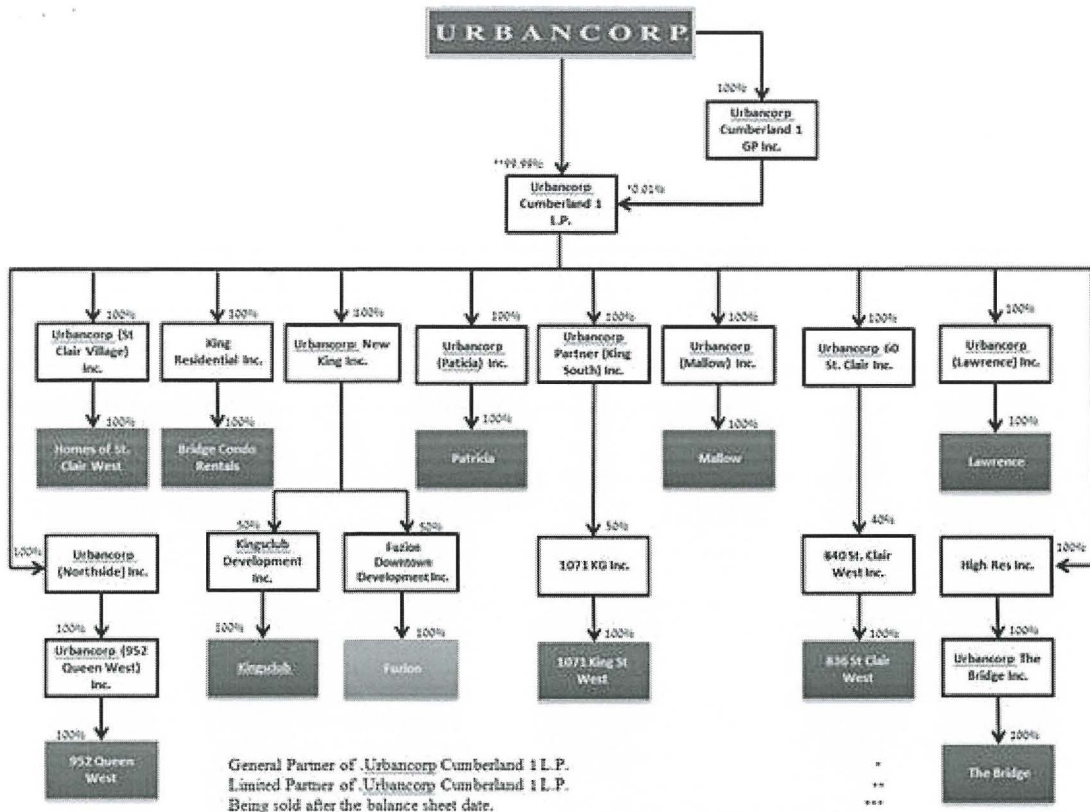 URBANCORP.
100%
Urbancorp
Cumberland 1
GP Inc.
**99.99%
*0.01%
Urbancorp
Cumberland 1
L.P.
100%
100%
100%
100%
100%
100%
100%
100%
Urbancorp (St
Clair Village)
Inc.
King
Residential Inc.
Urbancorp New
King Inc.
Urbancorp
(Paticia) Inc.
Urbancorp
Partner (King
South) Inc.
Urbancorp
(Mallow) Inc.
Urbancorp 60
St. Clair Inc.
Urbancorp
(Lawrence) Inc.
100%
100%
100%
100%
100%
Homes of St.
Clair West
Bridge Condo
Rentals
Patricia
Mallow
Lawrence
100%
50%
50%
50%
40%
100%
Urbancorp
(Northside) Inc.
Kingsclub
Development
Inc.
Fuzion
Downtown
Development Inc.
1071 KG Inc.
840 St. Clair
West Inc.
High Res Inc.
100%
100%
100%
100%
100%
100%
Urbancorp (952
Queen West)
Inc.
Kingsclub
Fuzion
1071 King St
West
836 St Clair
West
Urbancorp The
Bridge Inc.
100%
100%
952 Queen
West
The Bridge
General Partner of .Urbancorp Cumberland 1 L.P. *
Limited Partner of .Urbancorp Cumberland 1 L.P. **
Being sold after the balance sheet date. ***